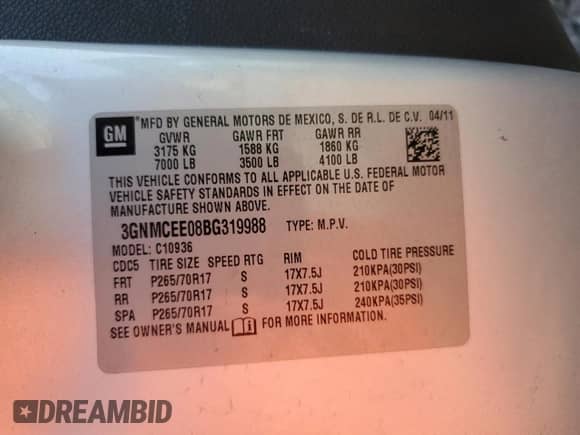 GM
® MFD BY GENERAL MOTORS DE MEXICO, S. DE R.L. DE C.V. 04/11
GVWR GAWR FRT GAWR RR
3175 KG 1588 KG 1860 KG
7000 LB 3500 LB 4100 LB
THIS VEHICLE CONFORMS TO ALL APPLICABLE U.S. FEDERAL MOTOR
VEHICLE SAFETY STANDARDS IN EFFECT ON THE DATE OF
MANUFACTURE SHOWN ABOVE.
3GNMCEE08BG319988 TYPE: M.P.V.
MODEL: C10936
CDC5 TIRE SIZE SPEED RTG RIM COLD TIRE PRESSURE
FRT P265/70R17 S 17X7.5J 210KPA(30PSI)
RR P265/70R17 S 17X7.5J 210KPA(30PSI)
SPA P265/70R17 S 17X7.5J 240KPA(35PSI)
SEE OWNER'S MANUAL FOR MORE INFORMATION.
DREAMBID